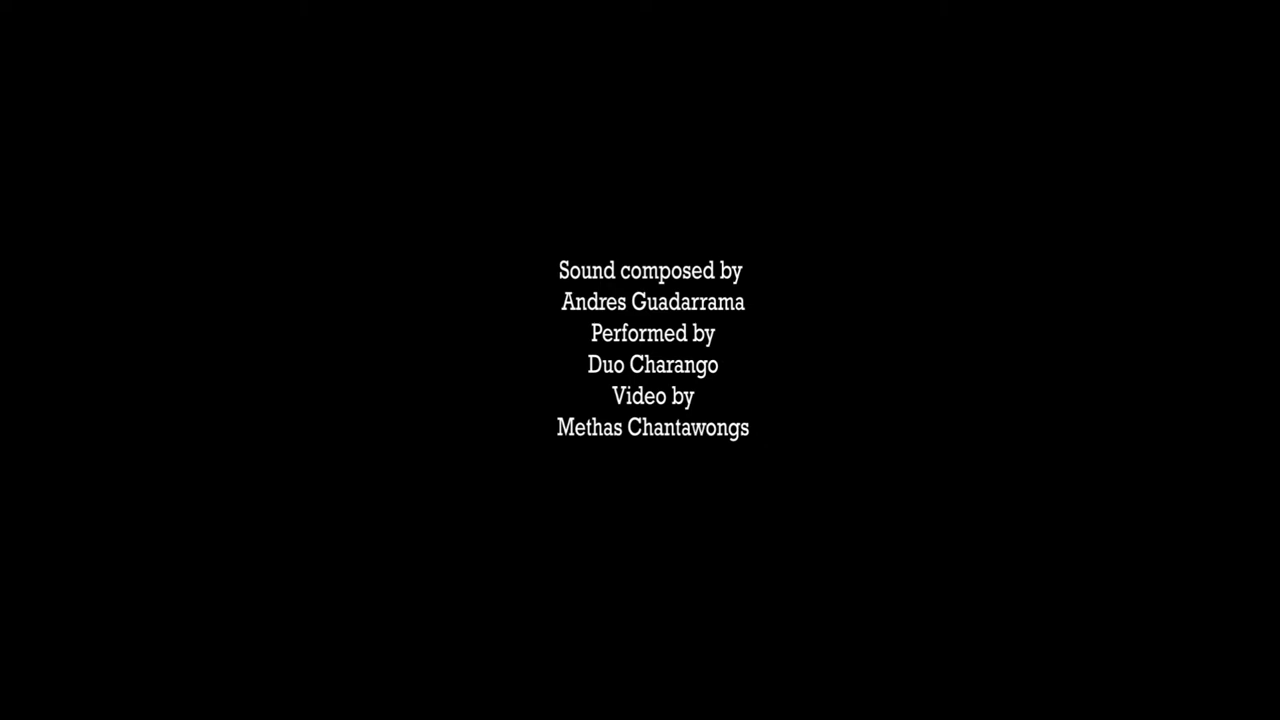 Sound composed by
Andres Guadarrama
Performed by
Duo Charango
Video by
Methas Chantawongs